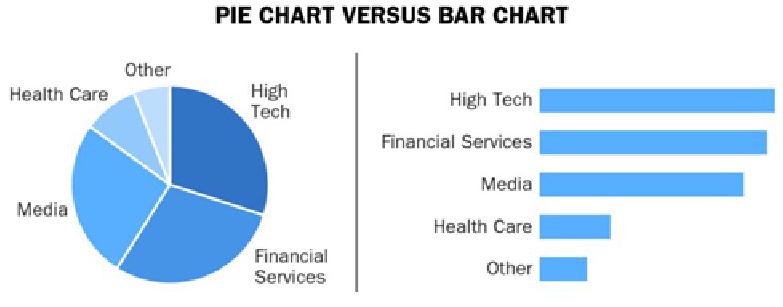 PIE CHART VERSUS BAR CHART
Other
Health Care
High
Tech
Media
Financial
Services
High Tech
Financial Services
Media
Health Care
Other